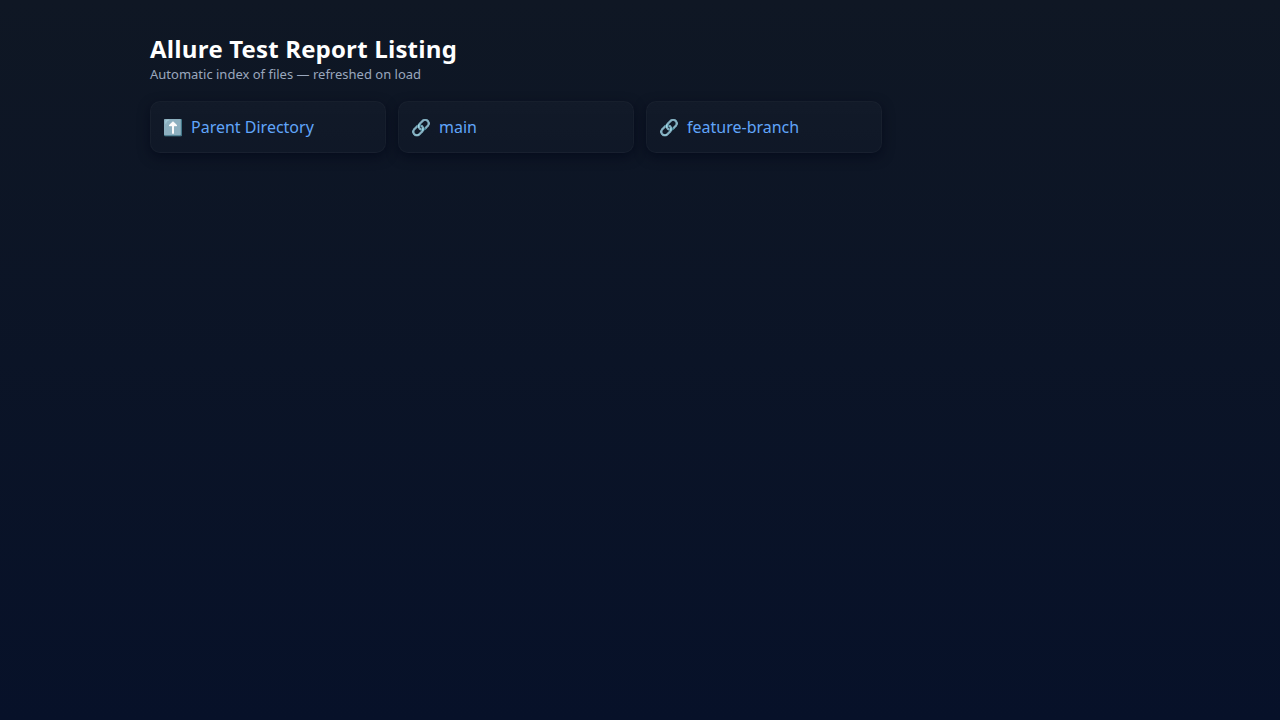 Allure Test Report Listing
Automatic index of files — refreshed on load
⬆️ Parent Directory
🔗 main
🔗 feature-branch